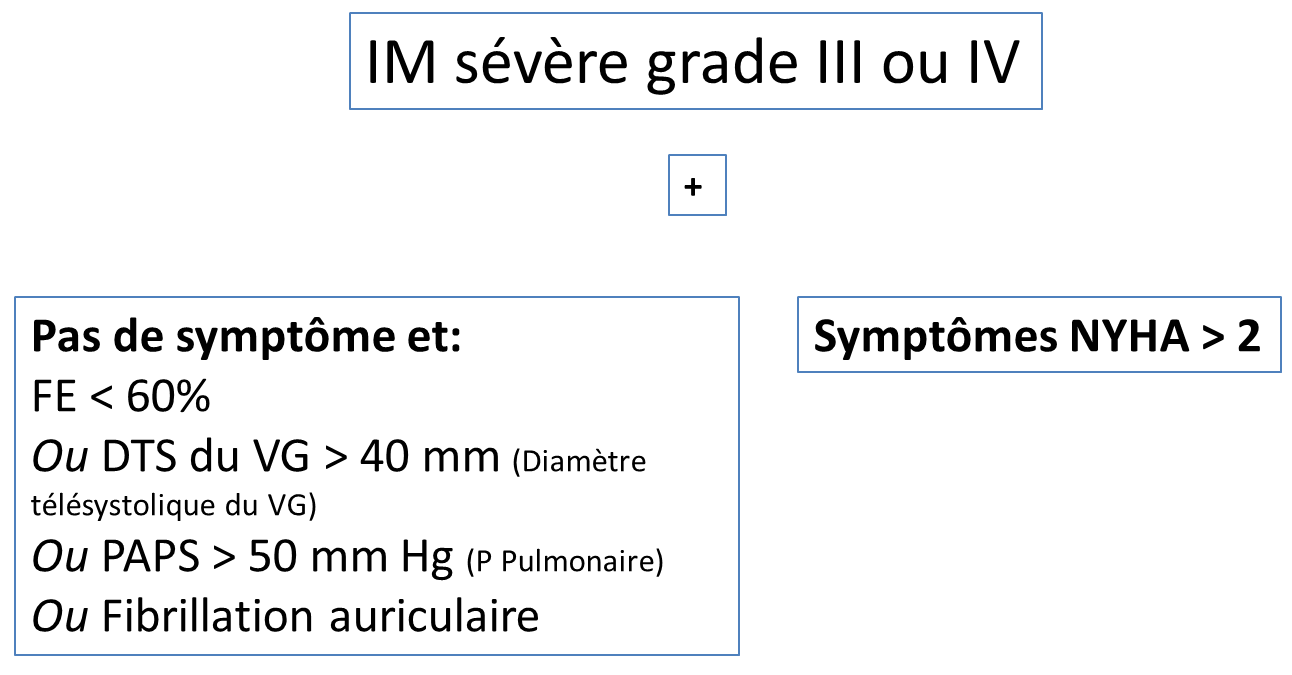 IM sévère grade III ou IV
+
Pas de symptôme et:
FE < 60%
Ou DTS du VG > 40 mm (Diamètre
télésystolique du VG)
Ou PAPS > 50 mm Hg (P Pulmonaire)
Ou Fibrillation auriculaire
Symptômes NYHA > 2